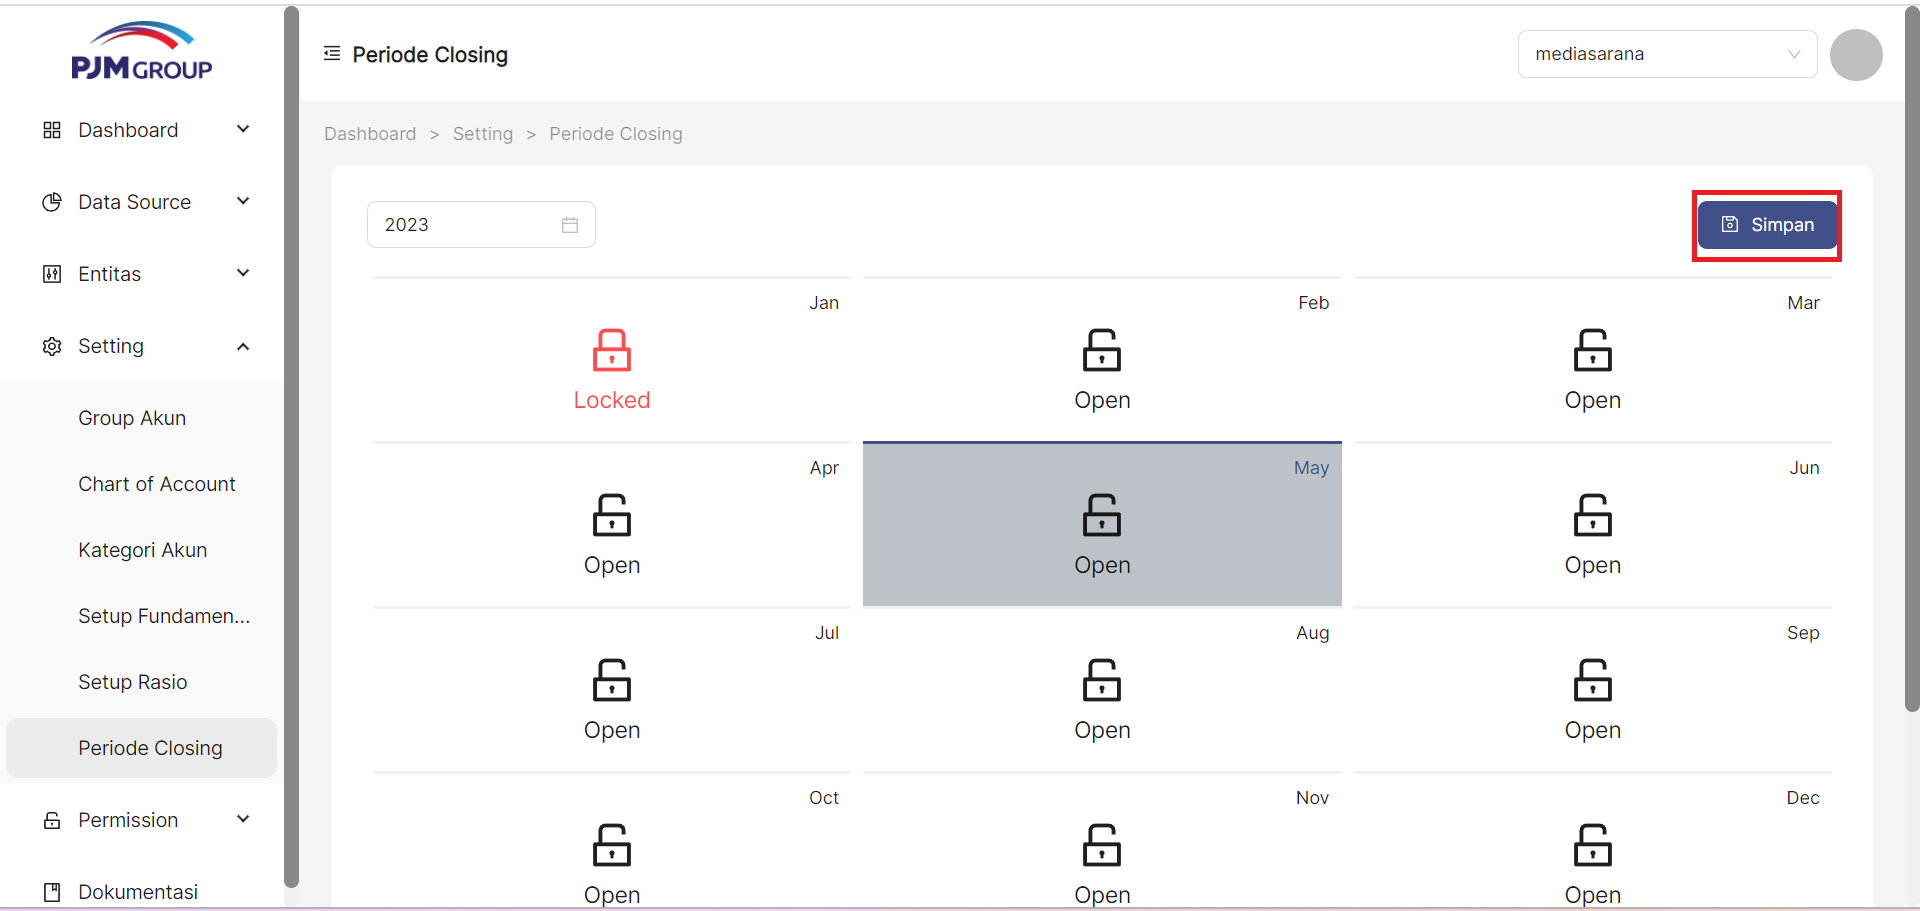 PJM GROUP
Periode Closing
mediasarana
Dashboard
Data Source
Entitas
Setting
Group Akun
Chart of Account
Kategori Akun
Setup Fundamen...
Setup Rasio
Periode Closing
Permission
Dokumentasi
Dashboard > Setting > Periode Closing
2023
Simpan
Jan
Locked
Feb
Open
Mar
Open
Apr
Open
May
Open
Jun
Open
Jul
Open
Aug
Open
Sep
Open
Oct
Open
Nov
Open
Dec
Open